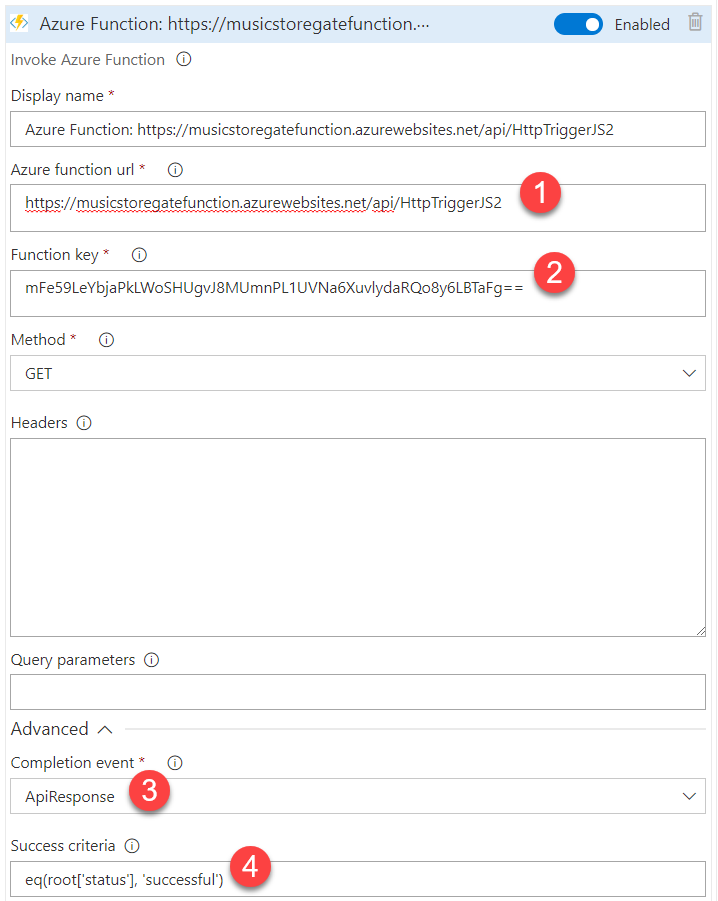 Azure Function: https://musicstoregatefunction.··· Enabled
Invoke Azure Function
Display name *
Azure Function: https://musicstoregatefunction.azurewebsites.net/api/HttpTriggerJS2
Azure function url *
https://musicstoregatefunction.azurewebsites.net/api/HttpTriggerJS2
1
Function key *
mFe59LeYbjaPkLWoSHUgvJ8MUmnPL1UVNa6XuvlydaRQo8y6LBTaFg==
2
Method *
GET
Headers
Query parameters
Advanced
Completion event *
ApiResponse
3
Success criteria
eq(root['status'], 'successful')
4